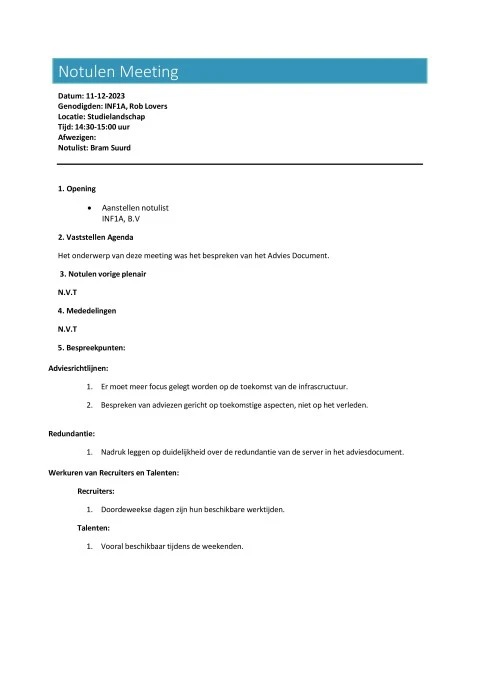 Notulen Meeting
Datum: 11-12-2023
Genodigden: INF1A, Rob Lovers
Locatie: Studielandschap
Tijd: 14:30-15:00 uur
Afwezigen:
Notulist: Bram Suurd
1. Opening
• Aanstellen notulist
INF1A, B.V
2. Vaststellen Agenda
Het onderwerp van deze meeting was het bespreken van het Advies Document.
3. Notulen vorige plenair
N.V.T
4. Mededelingen
N.V.T
5. Bespreekpunten:
Adviesrichtlijnen:
1. Er moet meer focus gelegt worden op de toekomst van de infrascructuur.
2. Bespreken van adviezen gericht op toekomstige aspecten, niet op het verleden.
Redundantie:
1. Nadruk leggen op duidelijkheid over de redundantie van de server in het adviesdocument.
Werkuren van Recruiters en Talenten:
Recruiters:
1. Doordeweekse dagen zijn hun beschikbare werktijden.
Talenten:
1. Vooral beschikbaar tijdens de weekenden.